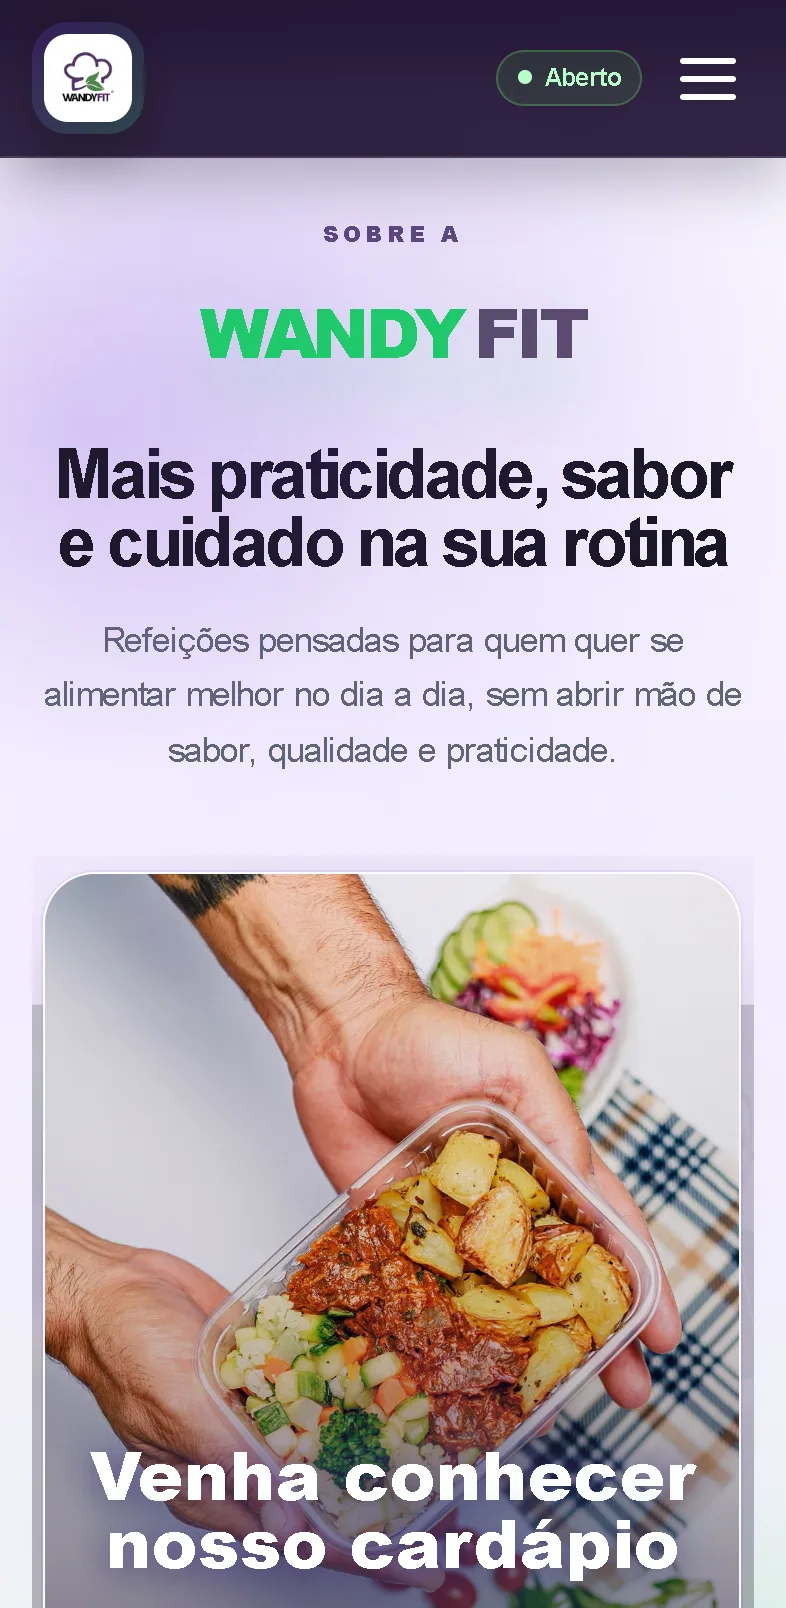 WANDYFIT
Aberto
SOBRE A
WANDY FIT
Mais praticidade, sabor
e cuidado na sua rotina
Refeições pensadas para quem quer se
alimentar melhor no dia a dia, sem abrir mão de
sabor, qualidade e praticidade.
Venha conhecer
nosso cardápio